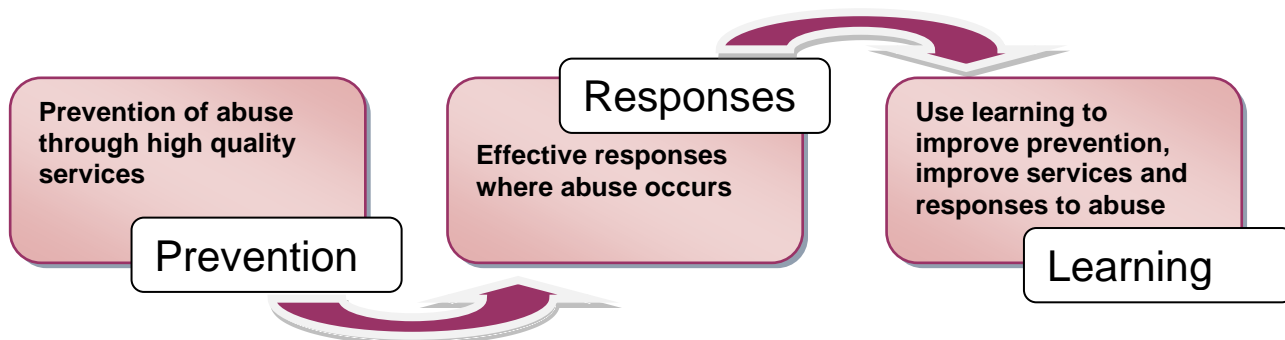 Prevention of abuse
through high quality
services
Prevention
Responses
Effective responses
where abuse occurs
Use learning to
improve prevention,
improve services and
responses to abuse
Learning